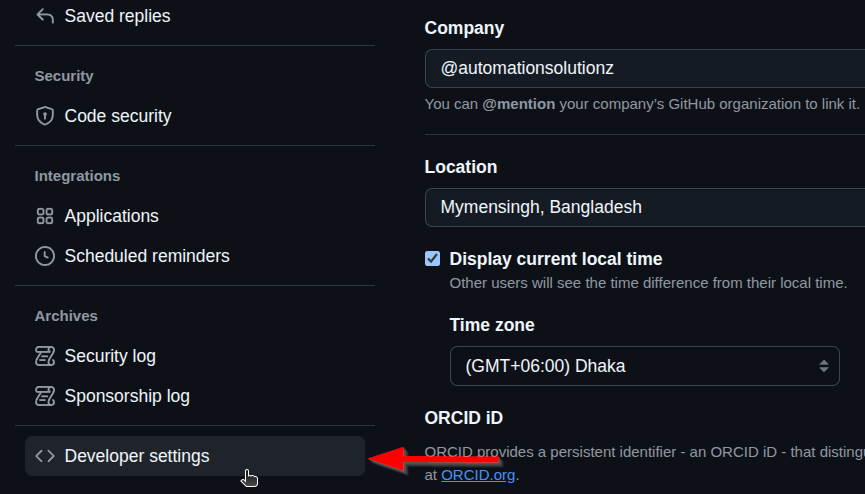 Saved replies
Security
Code security
Integrations
Applications
Scheduled reminders
Archives
Security log
Sponsorship log
Developer settings
Company
@automationsolutionz
You can @mention your company's GitHub organization to link it.
Location
Mymensingh, Bangladesh
Display current local time
Other users will see the time difference from their local time.
Time zone
(GMT+06:00) Dhaka
ORCID iD
ORCID provides a persistent identifier - an ORCID iD - that
at ORCID.org.